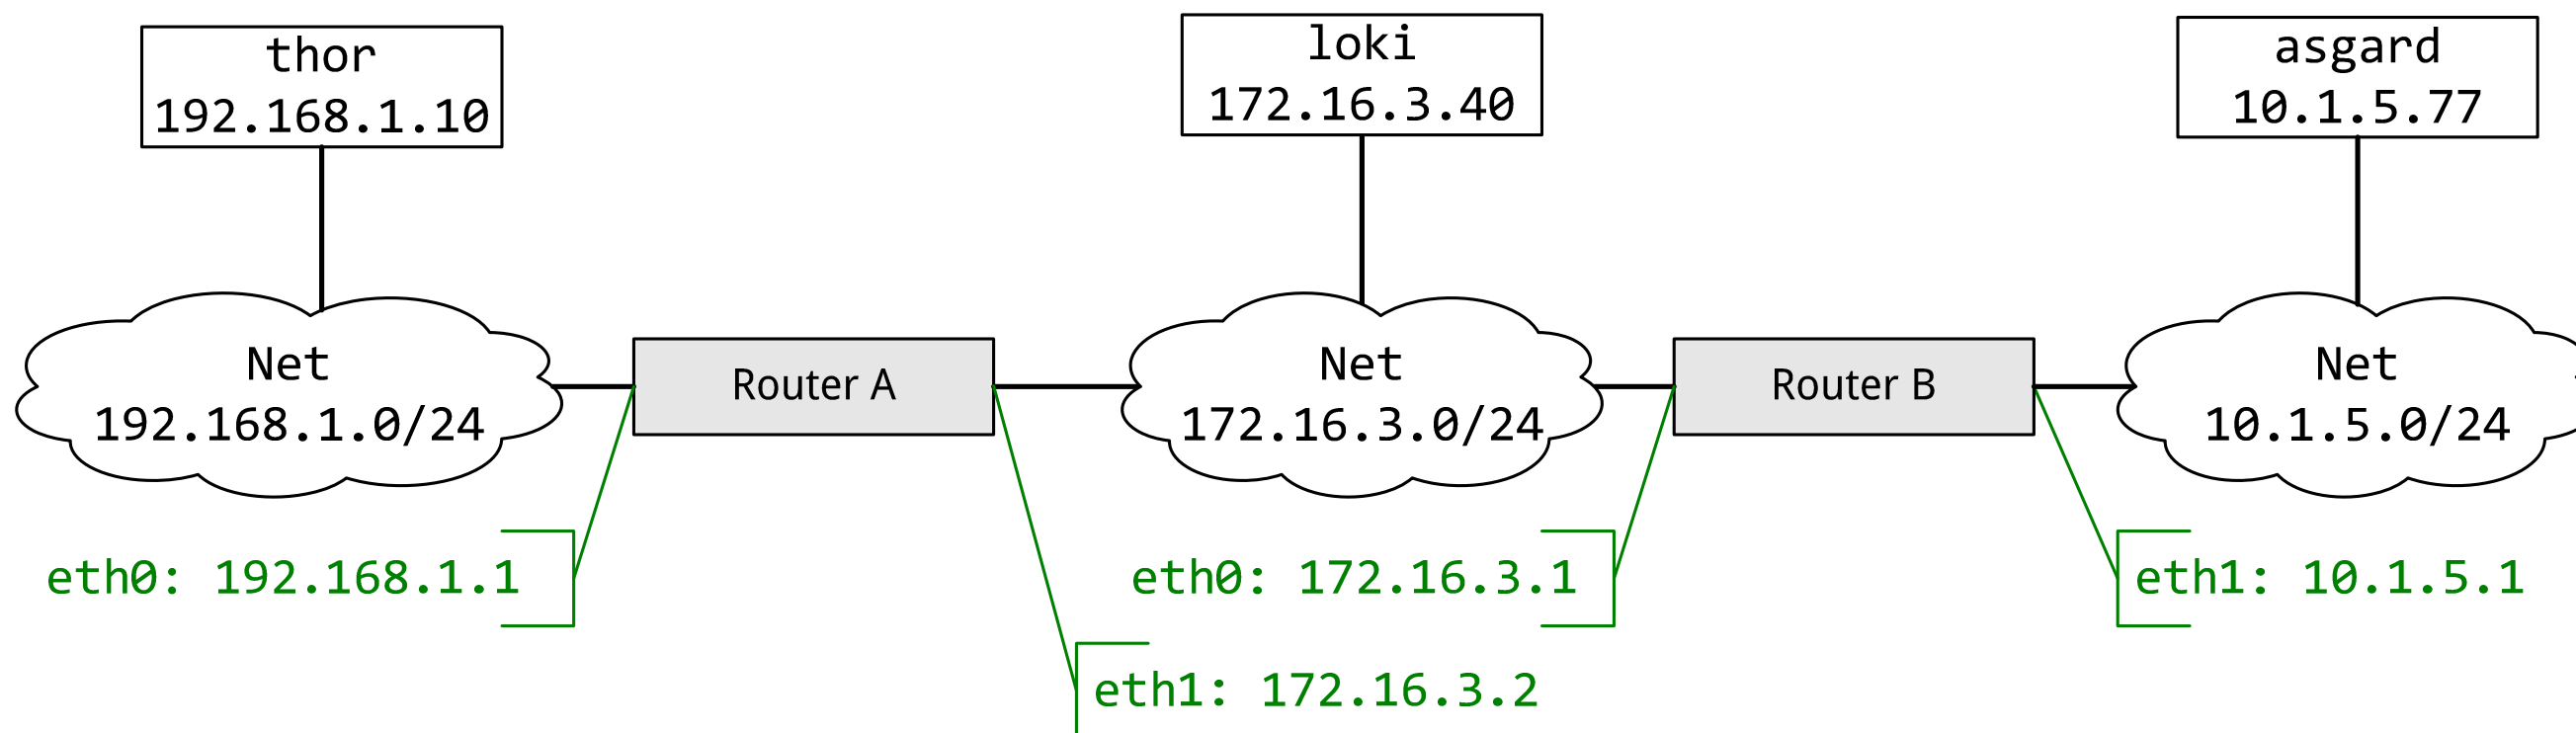 thor
192.168.1.10
loki
172.16.3.40
asgard
10.1.5.77
Net
192.168.1.0/24
Router A
Net
172.16.3.0/24
Router B
Net
10.1.5.0/24
eth0: 192.168.1.1
eth0: 172.16.3.1
eth1: 10.1.5.1
eth1: 172.16.3.2